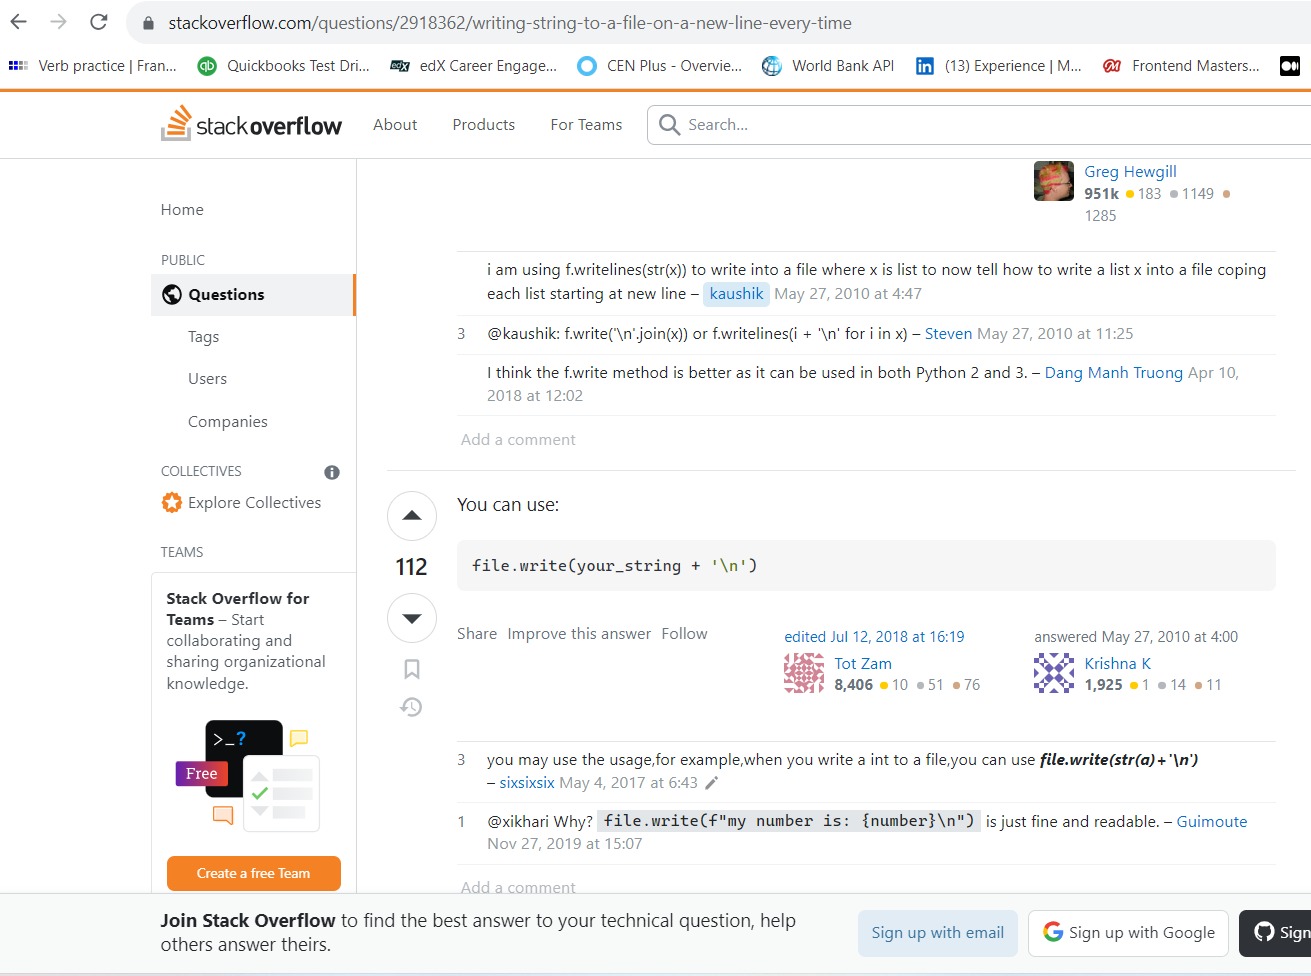 stackoverflow.com/questions/2918362/writing-string-to-a-file-on-a-new-line-every-time
Verb practice | Fran... Quickbooks Test Dri... edX Career Engage... CEN Plus - Overvie... World Bank API (13) Experience | M... Frontend Masters...
stackoverflow About Products For Teams Search...
Greg Hewgill
951k 183 1149
1285
Home
PUBLIC
Questions
Tags
Users
Companies
COLLECTIVES
Explore Collectives
TEAMS
Stack Overflow for
Teams – Start
collaborating and
sharing organizational
knowledge.
>_?
Free
Create a free Team
i am using f.writelines(str(x)) to write into a file where x is list to now tell how to write a list x into a file coping
each list starting at new line – kaushik May 27, 2010 at 4:47
3 @kaushik: f.write('\n'.join(x)) or f.writelines(i + '\n' for i in x) – Steven May 27, 2010 at 11:25
I think the f.write method is better as it can be used in both Python 2 and 3. – Dang Manh Truong Apr 10,
2018 at 12:02
Add a comment
You can use:
112
file.write(your_string + '\n')
Share Improve this answer Follow
edited Jul 12, 2018 at 16:19
Tot Zam
8,406 10 51 76
answered May 27, 2010 at 4:00
Krishna K
1,925 1 14 11
3 you may use the usage,for example,when you write a int to a file,you can use file.write(str(a)+'\n')
– sixsixsix May 4, 2017 at 6:43
1 @xikhari Why? file.write(f"my number is: {number}\n") is just fine and readable. – Guimoute
Nov 27, 2019 at 15:07
Add a comment
Join Stack Overflow to find the best answer to your technical question, help
others answer theirs.
Sign up with email
Sign up with Google
Sign